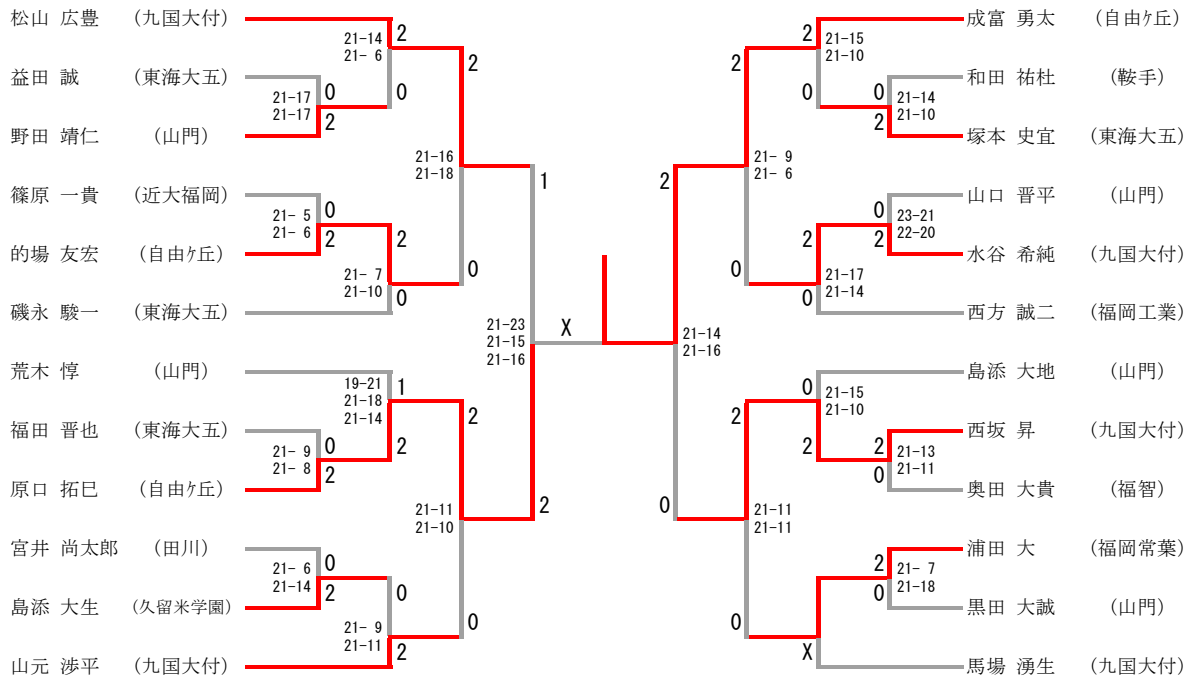 松山 広豊 (九国大付)
益田 誠 (東海大五)
野田 靖仁 (山門)
篠原 一貴 (近大福岡)
的場 友宏 (自由ケ丘)
磯永 駿一 (東海大五)
荒木 惇 (山門)
福田 晋也 (東海大五)
原口 拓巳 (自由ケ丘)
宮井 尚太郎 (田川)
島添 大生 (久留米学園)
山元 渉平 (九国大付)
21-14 2
21- 6
0
21-17 0
21-17 2
2
21-16
21-18
0
21- 5 0
21- 6 2
2
21- 7
21-10 0
1
21-23
21-15
21-16
2
X
19-21 1
21-18
21-14 2
21- 9 0
21- 8 2
2
21-11
21-10
0
21- 6 0
21-14 2
0
21- 9
21-11 2
成富 勇太 (自由ケ丘)
和田 祐杜 (鞍手)
塚本 史宜 (東海大五)
山口 晋平 (山門)
水谷 希純 (九国大付)
西方 誠二 (福岡工業)
島添 大地 (山門)
西坂 昇 (九国大付)
奥田 大貴 (福智)
浦田 大 (福岡常葉)
黒田 大誠 (山門)
馬場 湧生 (九国大付)
2 21-15
21-10
0
0 21-14
2 21-10
2
21- 9
21- 6
0
0 23-21
2 22-20
2
21-17
0 21-14
2
21-14
21-16
0
0 21-15
21-10
2
2 21-13
0 21-11
2
21-11
21-11
0
2 21- 7
0 21-18
X